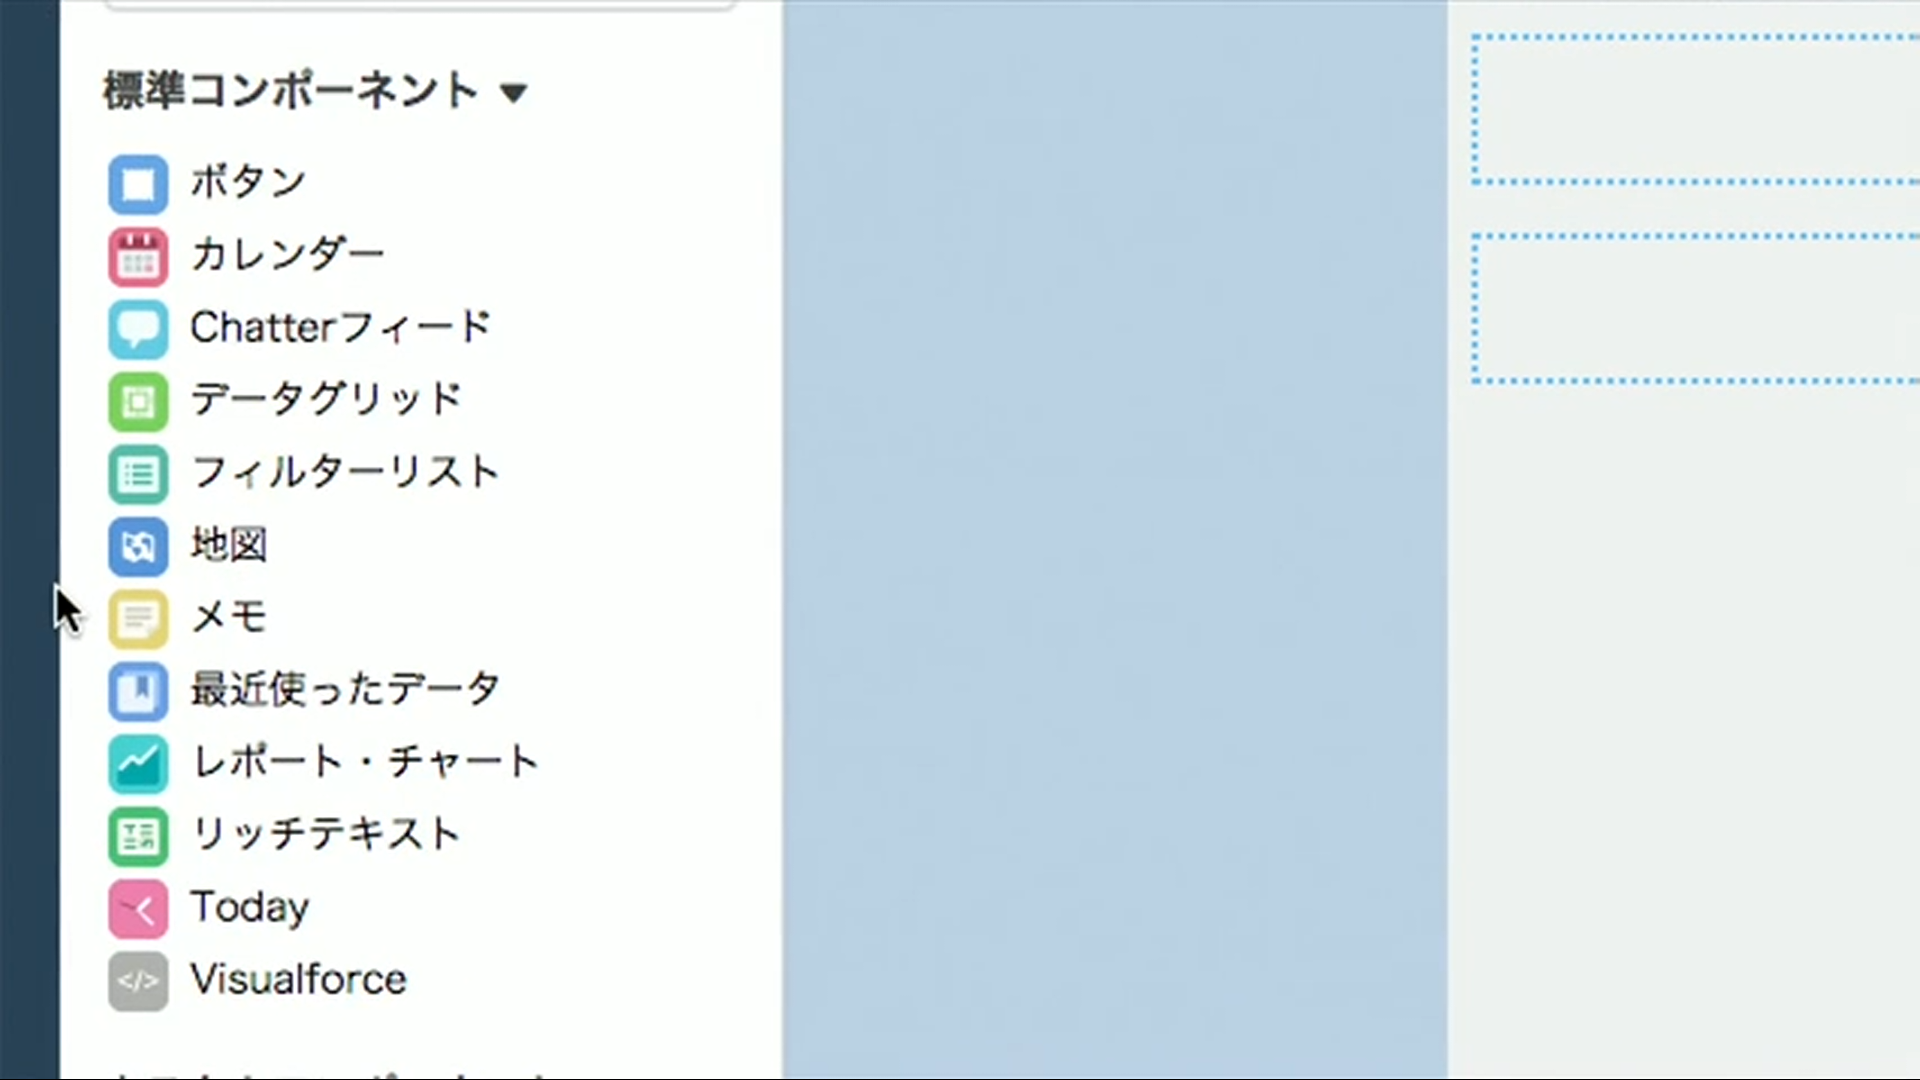 標準コンポーネント
ボタン
カレンダー
Chatterフィード
データグリッド
フィルターリスト
地図
メモ
最近使ったデータ
レポート・チャート
リッチテキスト
Today
Visualforce